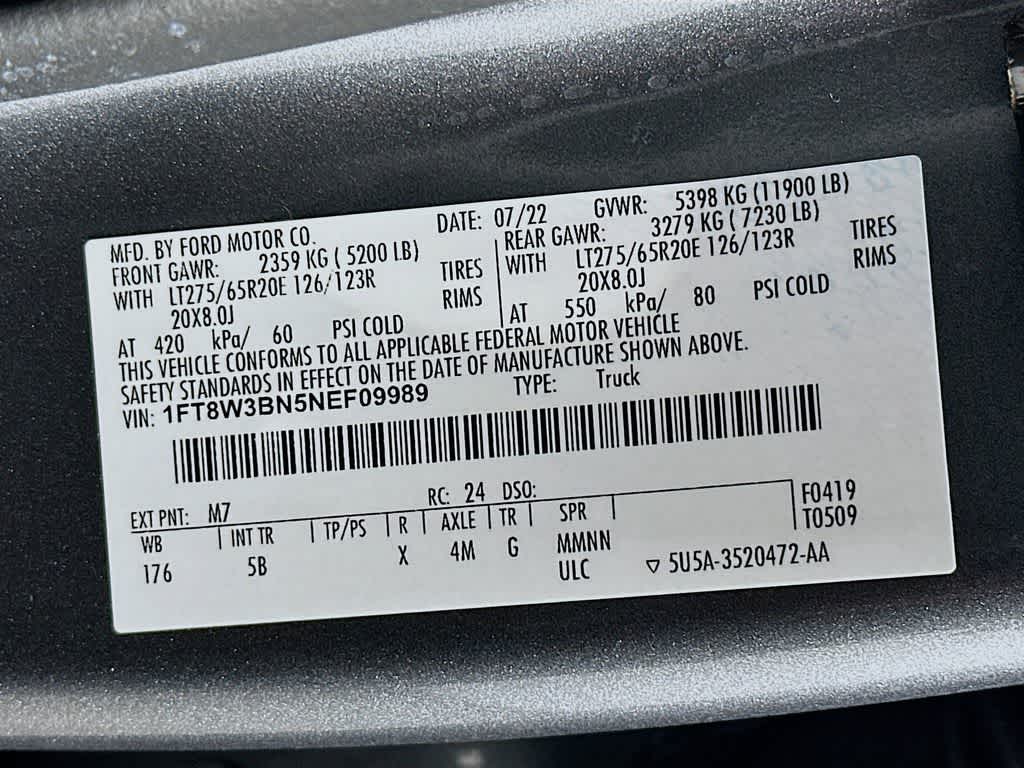 MFD. BY FORD MOTOR CO. DATE: 07/22 GVWR: 5398 KG (11900 LB)
FRONT GAWR: 2359 KG ( 5200 LB) REAR GAWR: 3279 KG ( 7230 LB)
WITH LT275/65R20E 126/123R TIRES WITH LT275/65R20E 126/123R TIRES
20X8.0J RIMS 20X8.0J RIMS
AT 420 kPa/ 60 PSI COLD AT 550 kPa/ 80 PSI COLD
THIS VEHICLE CONFORMS TO ALL APPLICABLE FEDERAL MOTOR VEHICLE
SAFETY STANDARDS IN EFFECT ON THE DATE OF MANUFACTURE SHOWN ABOVE.
VIN: 1FT8W3BN5NEF09989 TYPE: Truck
EXT PNT: M7 RC: 24 DSO: F0419
WB INT TR TP/PS R AXLE TR SPR T0509
176 5B X 4M G MMNN
ULC ▽ 5U5A-3520472-AA